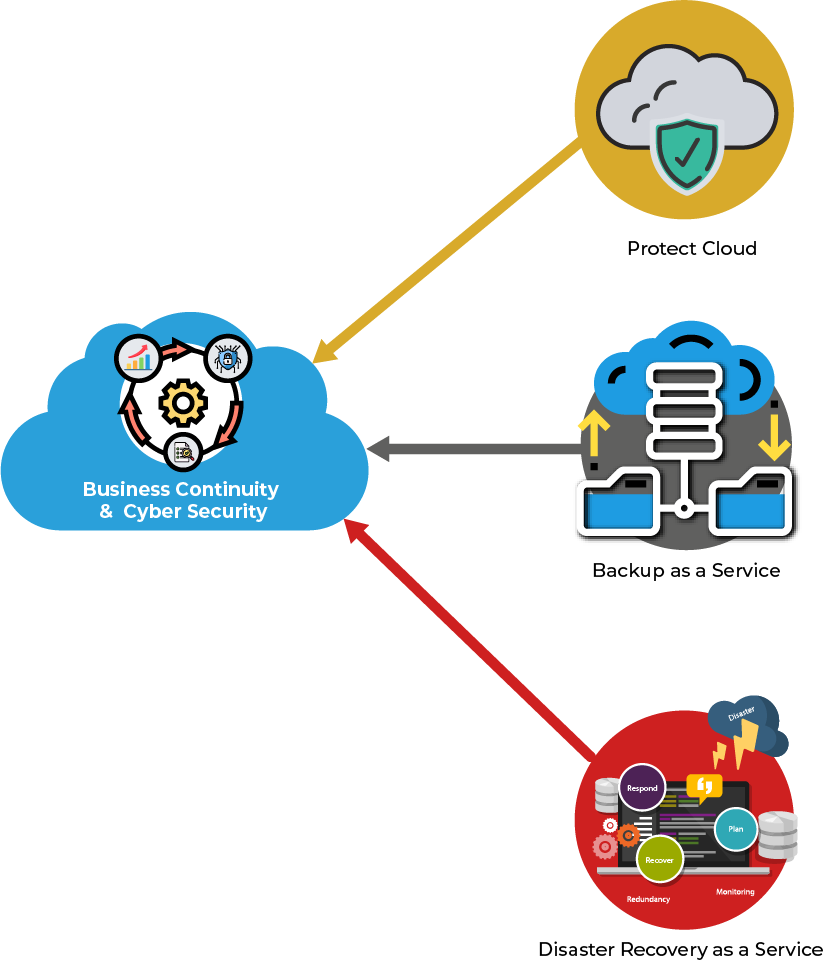 Protect Cloud
Business Continuity
& Cyber Security
Backup as a Service
Disaster
Respond
Plan
Recover
Redundancy
Monitoring
Disaster Recovery as a Service